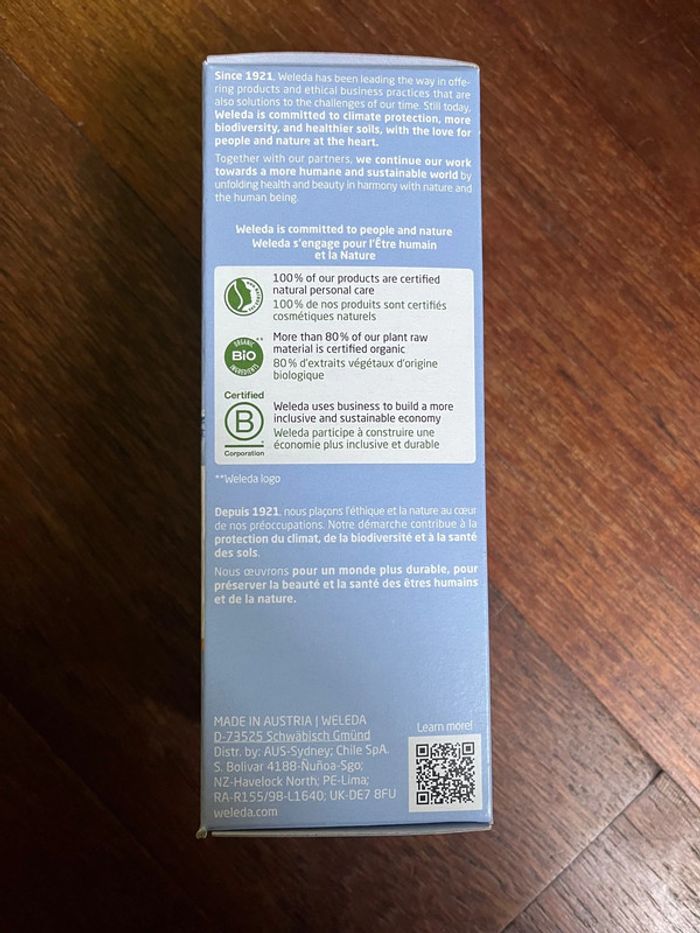 Since 1921, Weleda has been leading the way in offe-
ring products and ethical business practices that are
also solutions to the challenges of our time. Still today,
Weleda is committed to climate protection, more
biodiversity, and healthier soils, with the love for
people and nature at the heart.
Together with our partners, we continue our work
towards a more humane and sustainable world by
unfolding health and beauty in harmony with nature and
the human being.
Weleda is committed to people and nature
Weleda s'engage pour l'Être humain
et la Nature
100% of our products are certified
natural personal care
100% de nos produits sont certifiés
cosmétiques naturels
ORGANIC **
BIO
INGREDIENTS
More than 80% of our plant raw
material is certified organic
80% d'extraits végétaux d'origine
biologique
Certified
B
Corporation
Weleda uses business to build a more
inclusive and sustainable economy
Weleda participe à construire une
économie plus inclusive et durable
**Weleda logo
Depuis 1921, nous plaçons l'éthique et la nature au cœur
de nos préoccupations. Notre démarche contribue à la
protection du climat, de la biodiversité et à la santé
des sols.
Nous œuvrons pour un monde plus durable, pour
préserver la beauté et la santé des êtres humains
et de la nature.
MADE IN AUSTRIA | WELEDA
D-73525 Schwäbisch Gmünd
Distr. by: AUS-Sydney; Chile SpA.
S. Bolivar 4188-Ñuñoa-Sgo;
NZ-Havelock North; PE-Lima;
RA-R155/98-L1640; UK-DE7 8FU
weleda.com
Learn more!